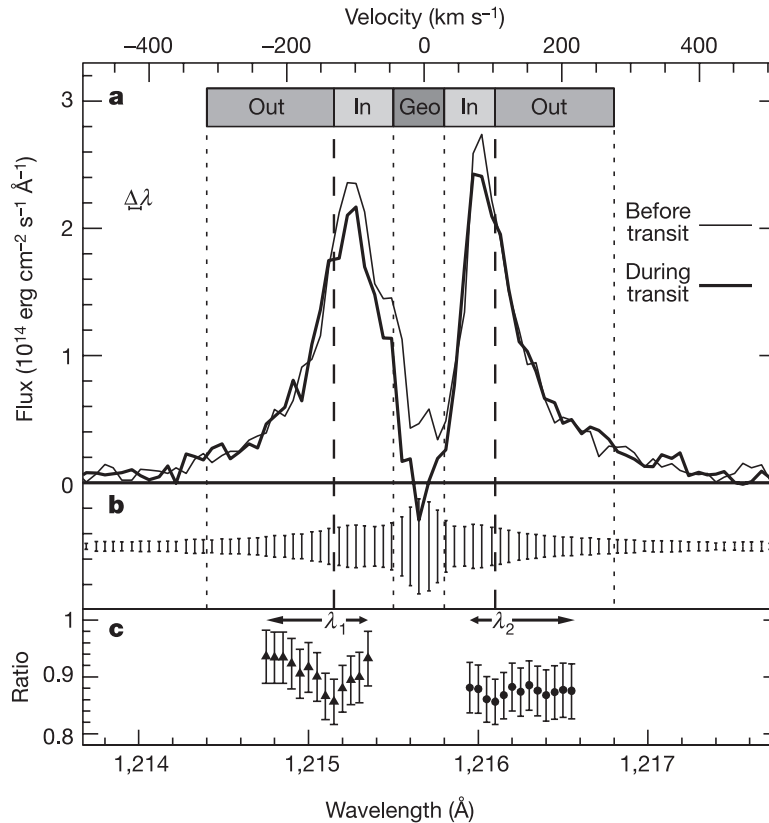 Velocity (km s⁻¹)
−400 −200 0 200 400
a
Out In Geo In Out
3
Δλ
Before
transit
During
transit
2
1
0
Flux (10¹⁴ erg cm⁻² s⁻¹ Å⁻¹)
b
c
λ₁ λ₂
1
0.9
0.8
Ratio
1,214 1,215 1,216 1,217
Wavelength (Å)